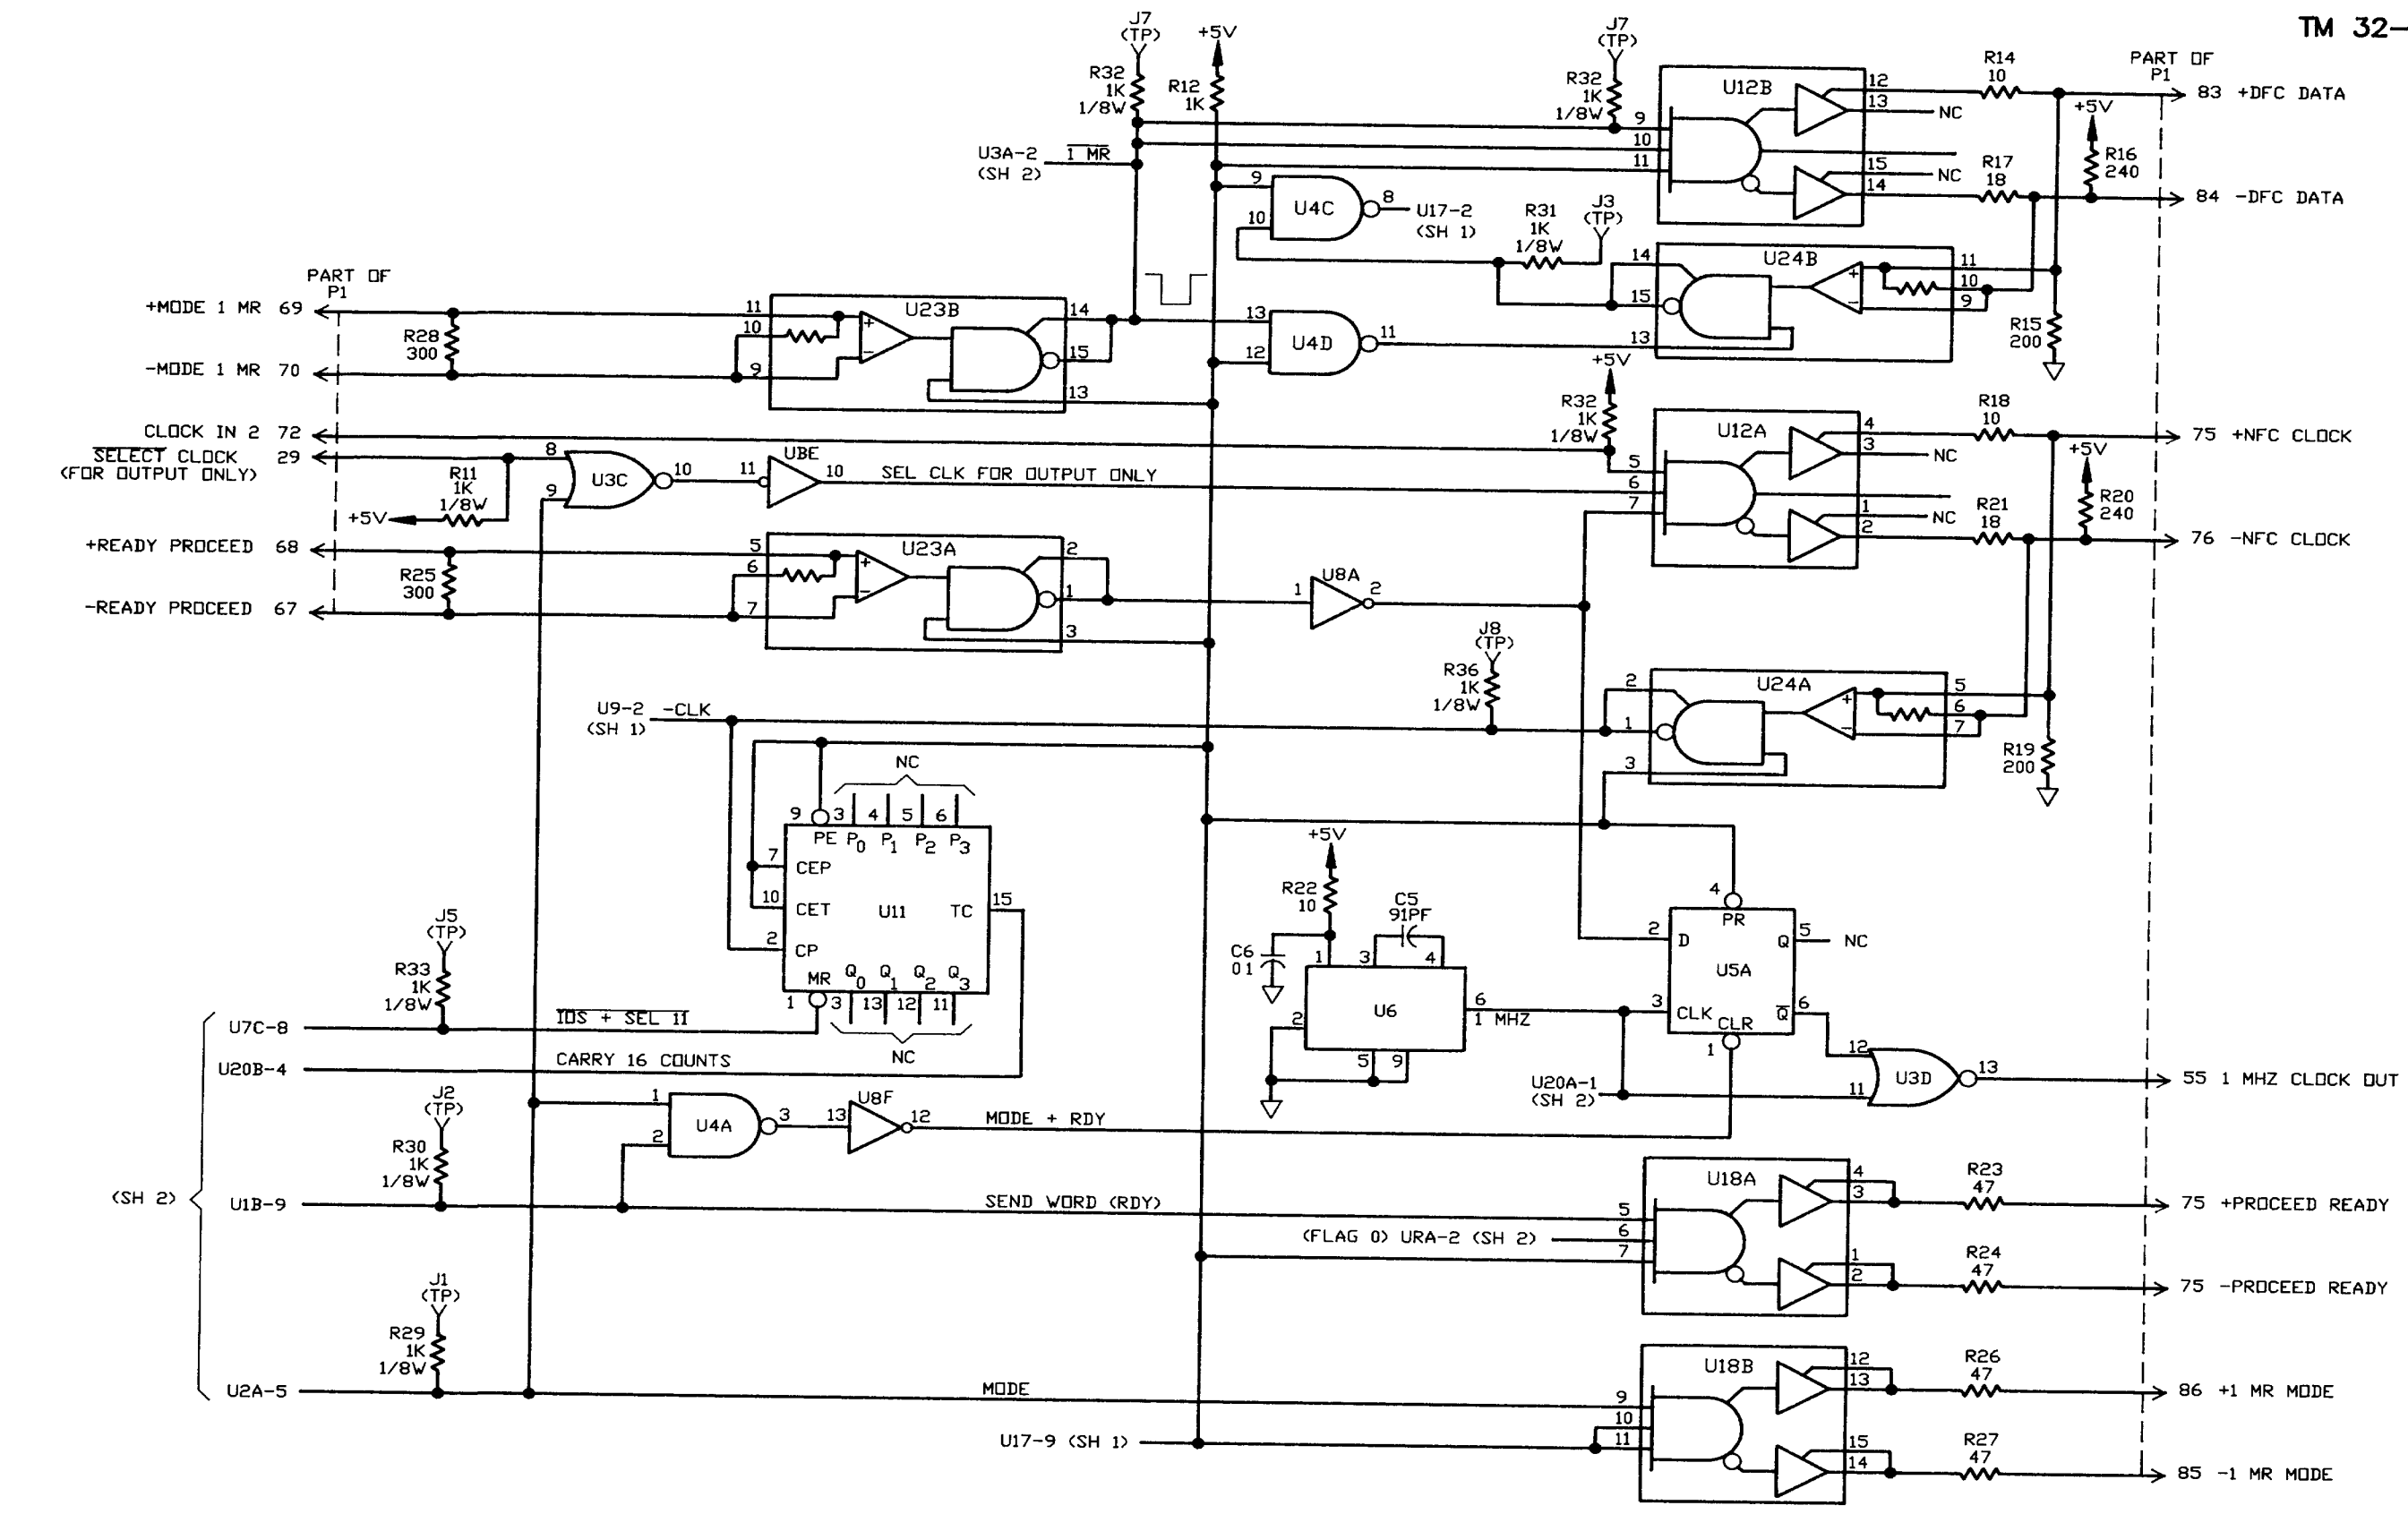 TM 32-
J7
(TP)
+5V
R32
1K
1/8W
R12
1K
J7
(TP)
R32
1K
1/8W
U12B
9
10
11
12
13
NC
15
NC
14
R14
10
R17
18
PART OF
P1
+5V
R16
240
83 +DFC DATA
84 -DFC DATA
U3A-2
(SH 2)
1 MR
9
10
U4C
8
U17-2
(SH 1)
R31
1K
1/8W
J3
(TP)
U24B
14
15
13
11
10
9
+
-
R15
200
PART OF
P1
+MODE 1 MR 69
-MODE 1 MR 70
R28
300
U23B
11
10
9
+
-
14
15
13
13
12
U4D
11
+5V
R32
1K
1/8W
CLOCK IN 2 72
SELECT CLOCK 29
(FOR OUTPUT ONLY)
R11
1K
1/8W
+5V
8
9
U3C
10
11
UBE
10
SEL CLK FOR OUTPUT ONLY
U12A
5
6
7
4
3
NC
1
NC
2
R18
10
R21
18
+5V
R20
240
75 +NFC CLOCK
76 -NFC CLOCK
+READY PROCEED 68
-READY PROCEED 67
R25
300
U23A
5
6
7
+
-
2
1
3
1
U8A
2
J8
(TP)
R36
1K
1/8W
U24A
2
1
3
5
6
7
+
-
R19
200
U9-2
(SH 1)
-CLK
NC
9
3
4
5
6
PE P0 P1 P2 P3
7
CEP
10
CET
U11
TC
15
2
CP
MR Q0 Q1 Q2 Q3
1
3
13
12
11
NC
+5V
R22
10
C5
91PF
C6
01
1
3
4
2
U6
6
1 MHZ
5
9
4
PR
2
D
Q
5
NC
U5A
3
CLK
Q
6
CLR
1
J5
(TP)
R33
1K
1/8W
U7C-8
IOS + SEL 11
U20B-4
CARRY 16 COUNTS
U20A-1
(SH 2)
12
11
U3D
13
55 1 MHZ CLOCK OUT
J2
(TP)
R30
1K
1/8W
1
2
U4A
3
13
U8F
12
MODE + RDY
(SH 2)
U1B-9
SEND WORD (RDY)
(FLAG 0) URA-2 (SH 2)
U18A
5
6
7
4
3
1
2
R23
47
R24
47
75 +PROCEED READY
75 -PROCEED READY
J1
(TP)
R29
1K
1/8W
U2A-5
MODE
U17-9 (SH 1)
U18B
9
10
11
12
13
15
14
R26
47
R27
47
86 +1 MR MODE
85 -1 MR MODE